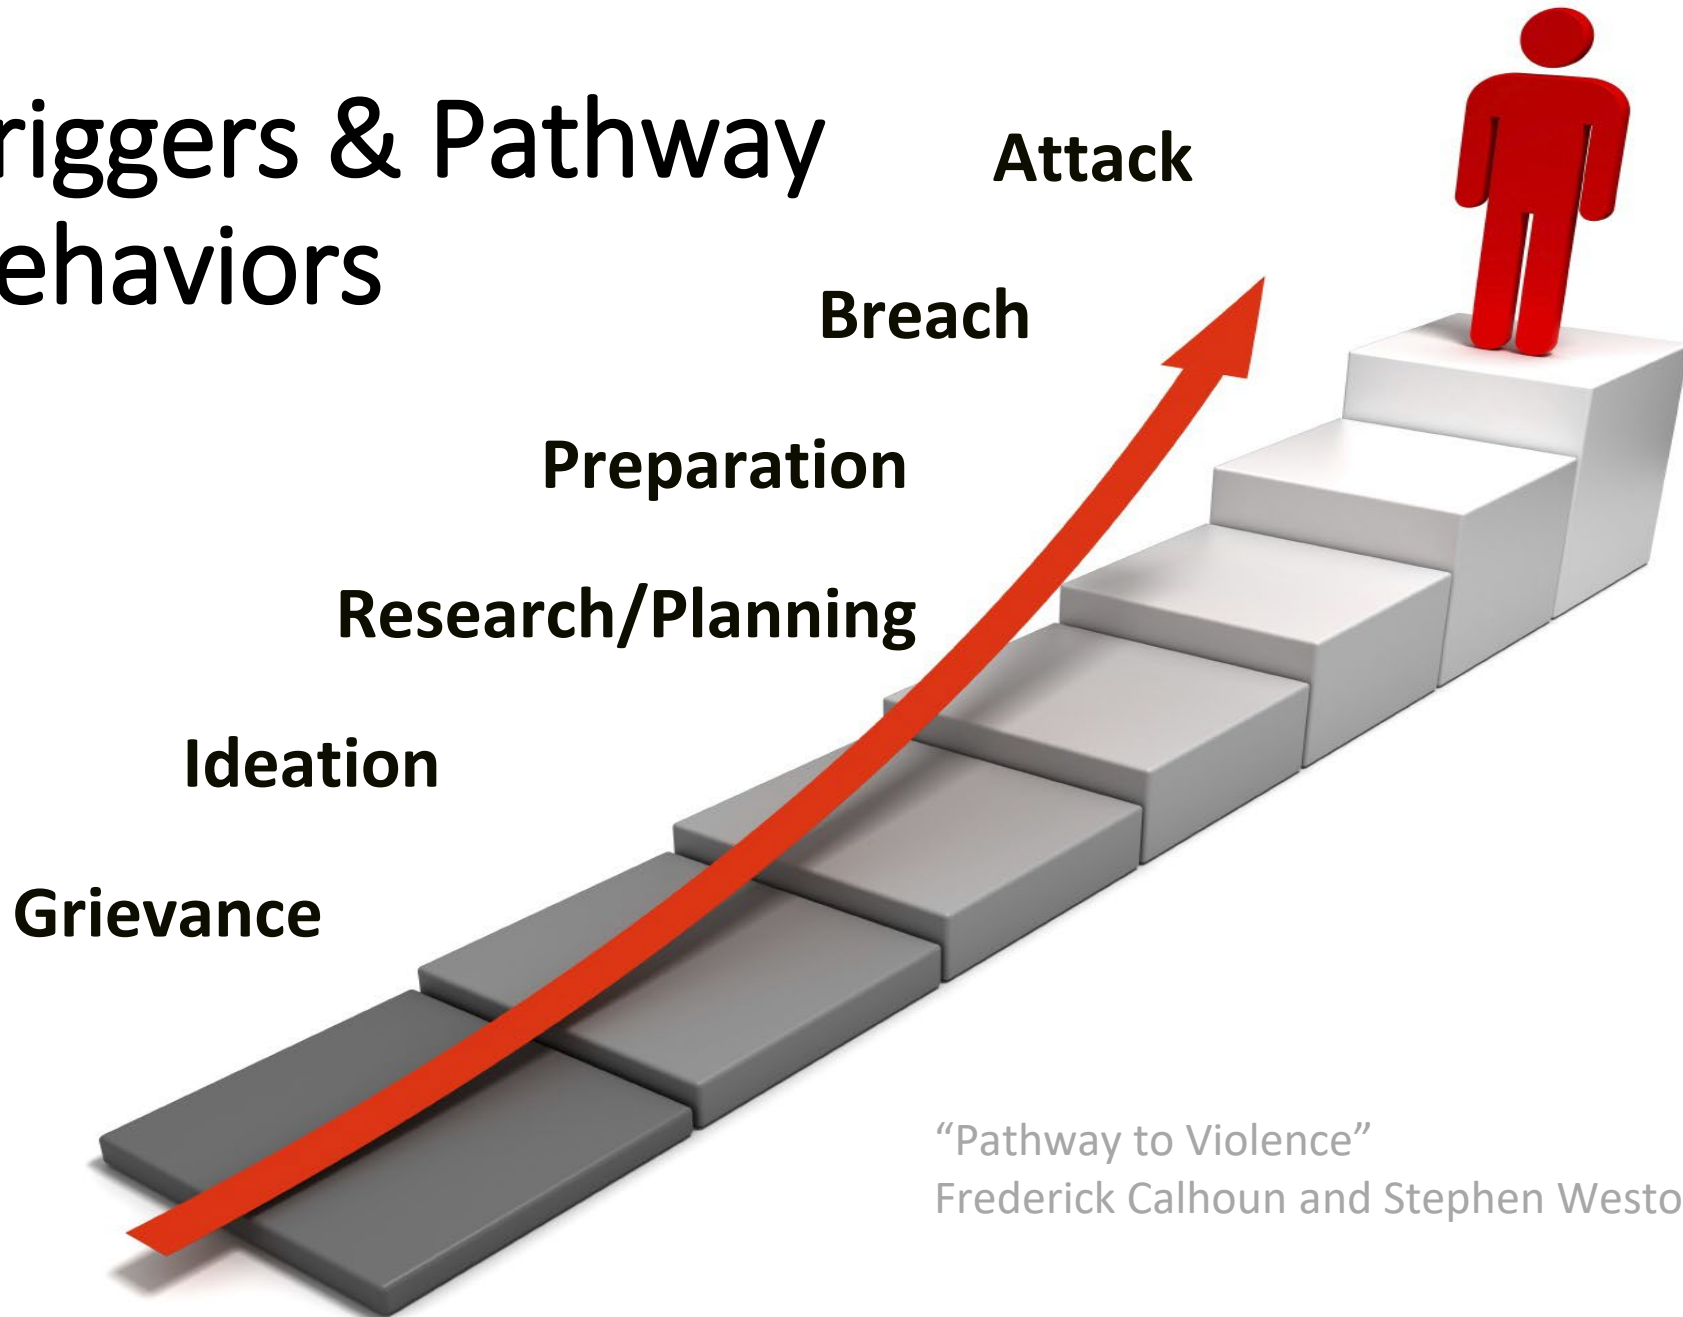 riggers & Pathway
ehaviors
Attack
Breach
Preparation
Research/Planning
Ideation
Grievance
“Pathway to Violence”
Frederick Calhoun and Stephen Westo